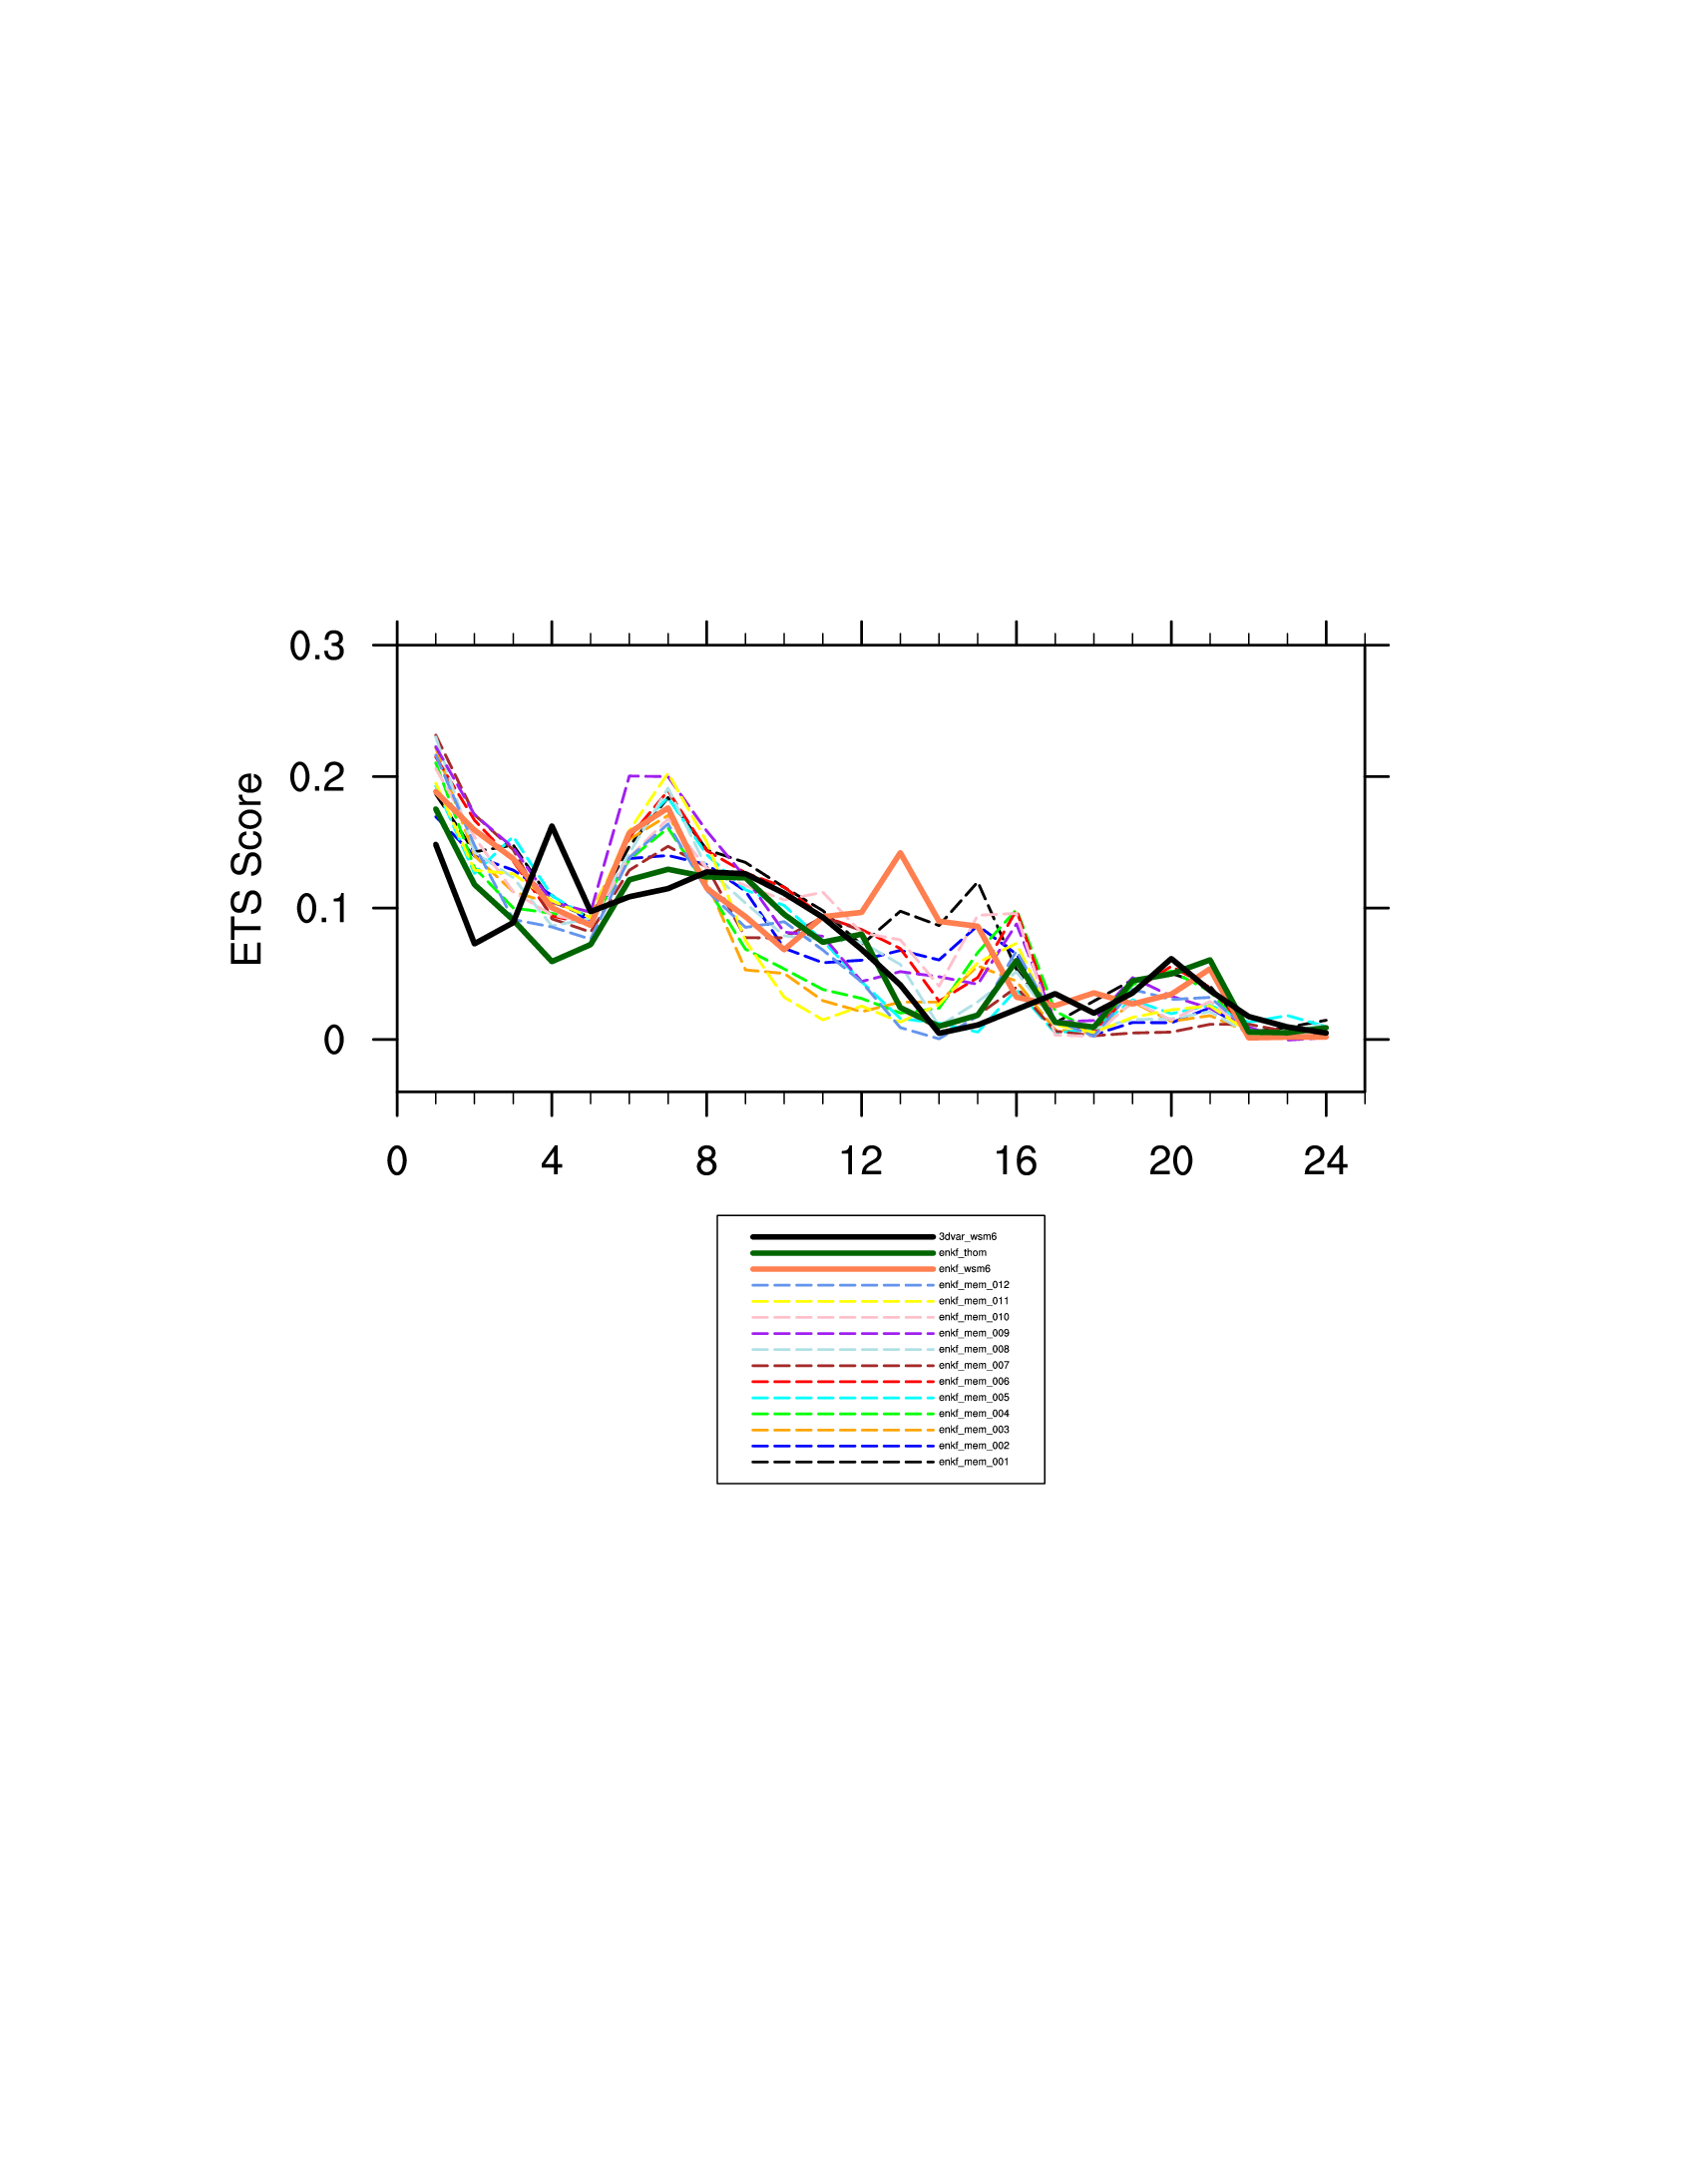 0.3
0.2
0.1
0
ETS Score
0 4 8 12 16 20 24
3dvar_wsm6
enkf_thom
enkf_wsm6
enkf_mem_012
enkf_mem_011
enkf_mem_010
enkf_mem_009
enkf_mem_008
enkf_mem_007
enkf_mem_006
enkf_mem_005
enkf_mem_004
enkf_mem_003
enkf_mem_002
enkf_mem_001